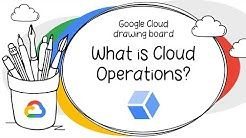 Google Cloud
drawing board
What is Cloud
Operations?